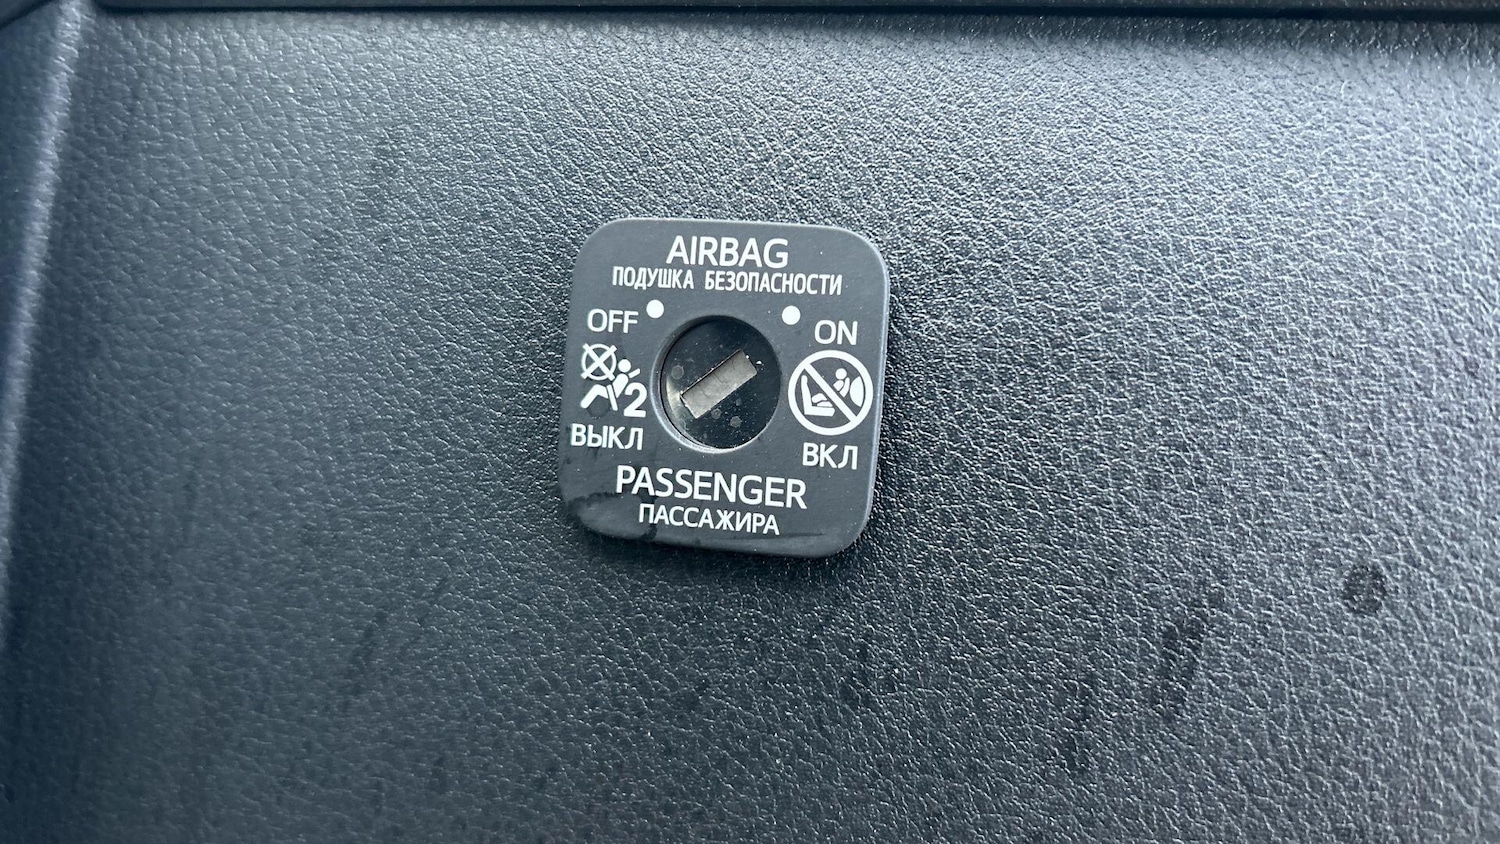 AIRBAG
ПОДУШКА БЕЗОПАСНОСТИ
OFF
ON
2
ВЫКЛ
ВКЛ
PASSENGER
ПАССАЖИРА